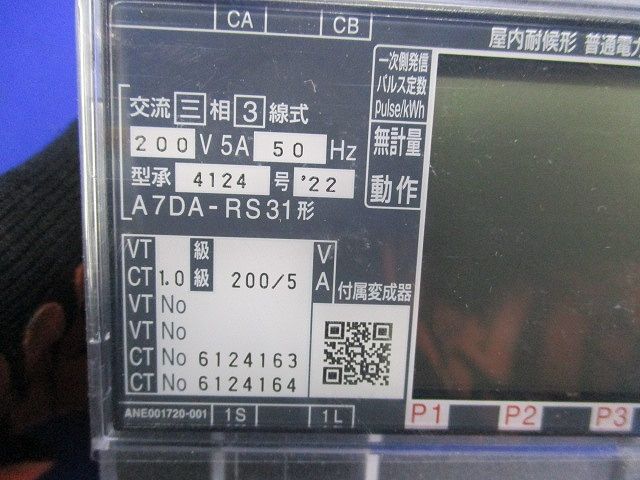 CA CB
屋内耐候形 普通電力
一次側発信
パルス定数
pulse/kWh
無計量
動作
交流 三 相 3 線式
200 V 5A 50 Hz
型承 4124 号 '22
A7DA-RS31形
VT 級 V
CT 1.0 級 200/5 A
付属変成器
VT No
VT No
CT No 6124163
CT No 6124164
ANE001720-001 1S 1L
P1 P2 P3